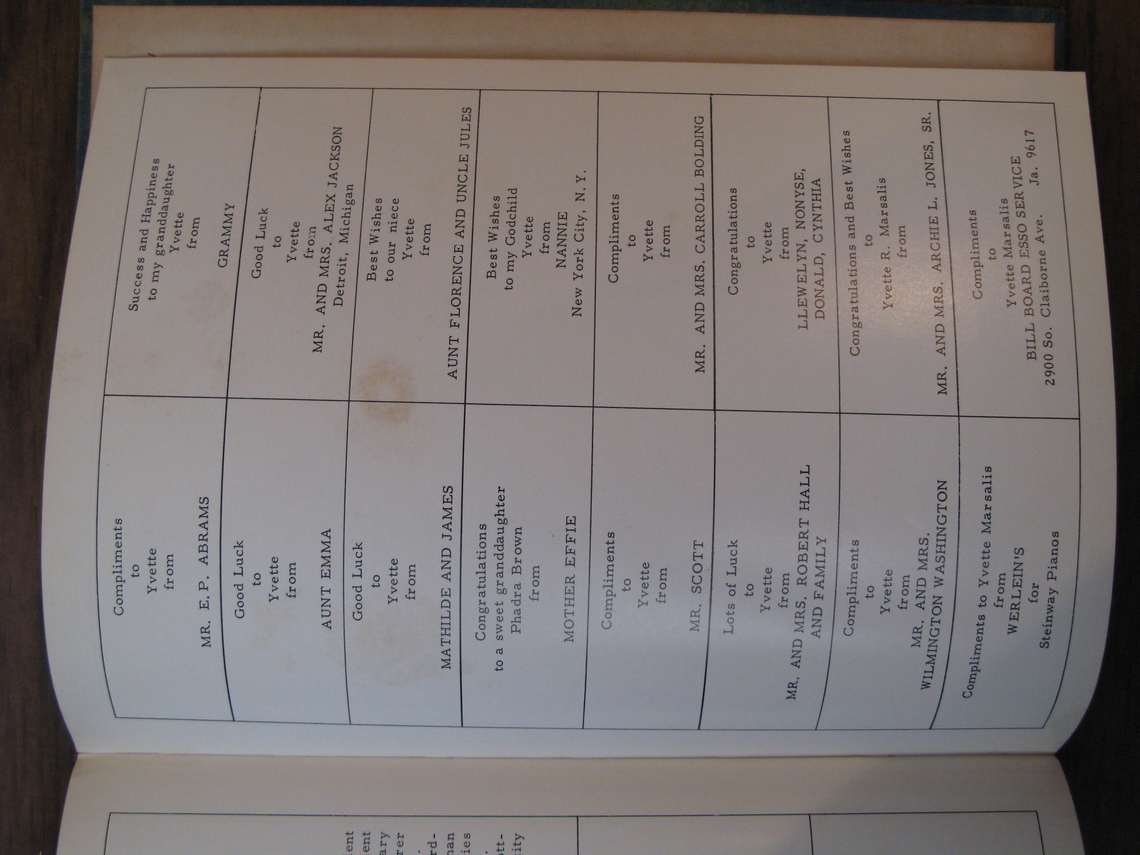 ent
ent
ary
rer
.
rd-
nan
ies
.
ott-
city
Compliments
to
Yvette
from
MR. E. P. ABRAMS
Success and Happiness
to my granddaughter
Yvette
from
GRAMMY
Good Luck
to
Yvette
from
AUNT EMMA
Good Luck
to
Yvette
from
MR. AND MRS. ALEX JACKSON
Detroit, Michigan
Good Luck
to
Yvette
from
MATHILDE AND JAMES
Best Wishes
to our niece
Yvette
from
AUNT FLORENCE AND UNCLE JULES
Congratulations
to a sweet granddaughter
Phadra Brown
from
MOTHER EFFIE
Best Wishes
to my Godchild
Yvette
from
NANNIE
New York City, N. Y.
Compliments
to
Yvette
from
MR. SCOTT
Compliments
to
Yvette
from
MR. AND MRS. CARROLL BOLDING
Lots of Luck
to
Yvette
from
MR. AND MRS. ROBERT HALL
AND FAMILY
Congratulations
to
Yvette
from
LLEWELYN, NONYSE,
DONALD, CYNTHIA
Compliments
to
Yvette
from
MR. AND MRS.
WILMINGTON WASHINGTON
Congratulations and Best Wishes
to
Yvette R. Marsalis
from
MR. AND MRS. ARCHIE L. JONES, SR.
Compliments to Yvette Marsalis
from
WERLEIN'S
for
Steinway Pianos
Compliments
to
Yvette Marsalis
BILL BOARD ESSO SERVICE
2900 So. Claiborne Ave. Ja. 9617